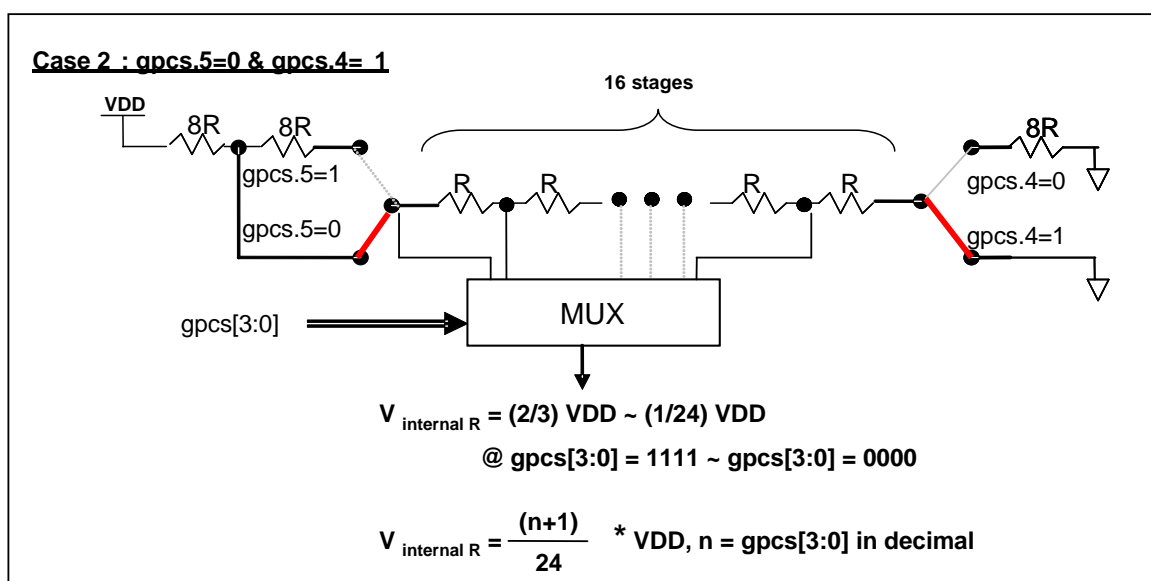 Case 2 : gpcs.5=0 & gpcs.4= 1
16 stages
VDD
8R 8R 8R
gpcs.5=1 R R R R gpcs.4=0
gpcs.5=0 gpcs.4=1
gpcs[3:0] MUX
V internal R = (2/3) VDD ~ (1/24) VDD
@ gpcs[3:0] = 1111 ~ gpcs[3:0] = 0000
V internal R = (n+1) / 24 * VDD, n = gpcs[3:0] in decimal